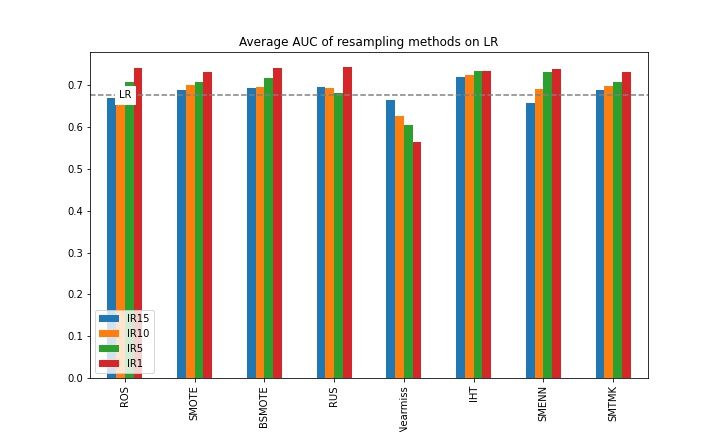 Average AUC of resampling methods on LR
0.7
LR
0.6
0.5
0.4
0.3
0.2
0.1
0.0
IR15
IR10
IR5
IR1
ROS
SMOTE
BSMOTE
RUS
Nearmiss
IHT
SMENN
SMTMK